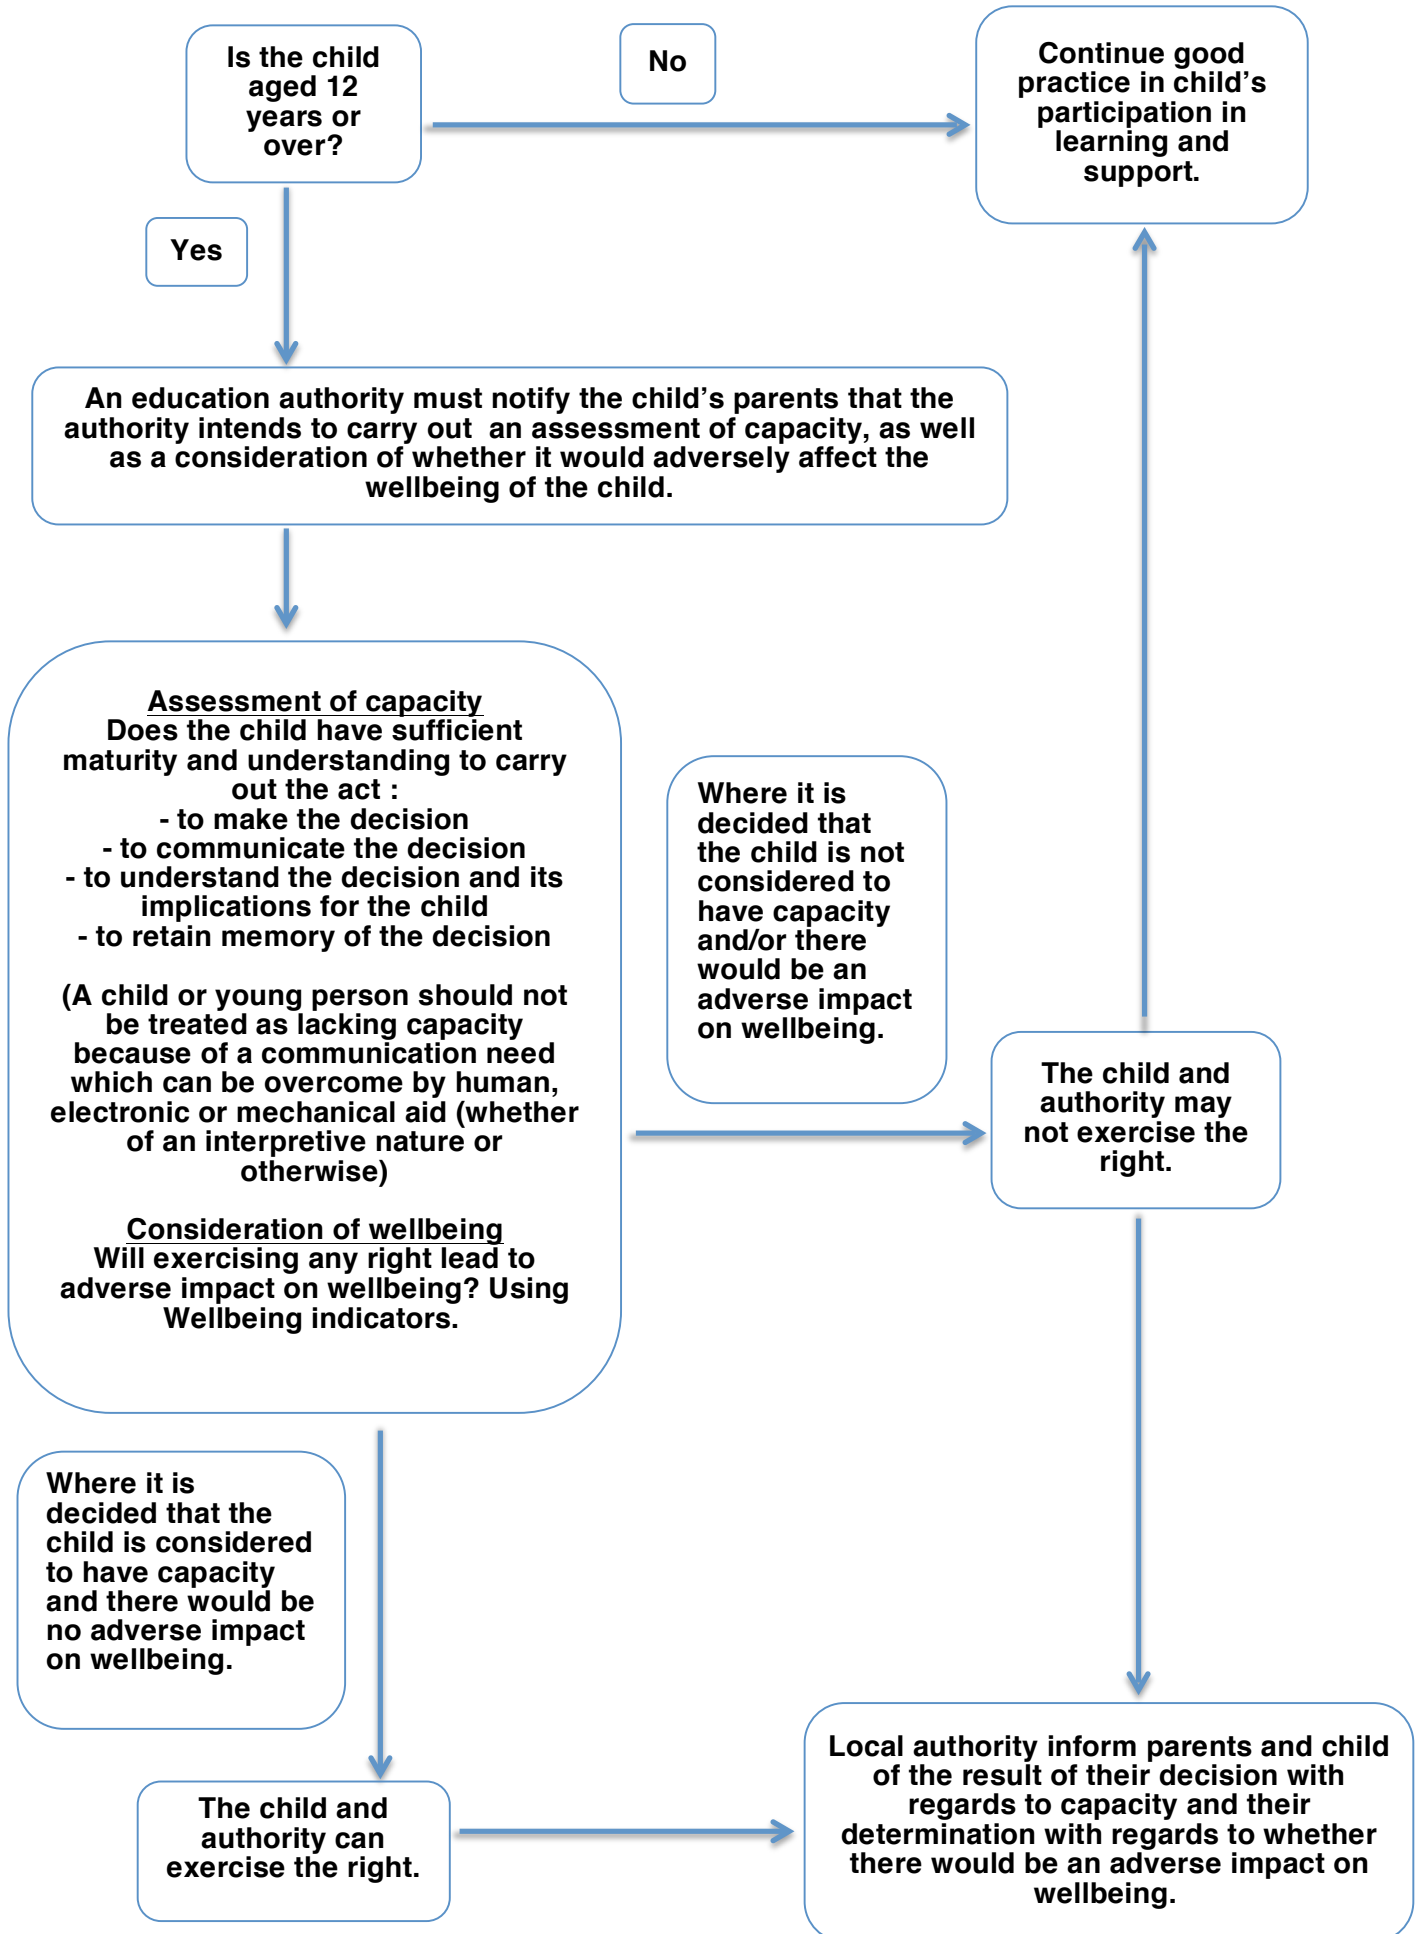 Is the child
aged 12
years or
over?
No
Continue good
practice in child’s
participation in
learning and
support.
Yes
An education authority must notify the child’s parents that the
authority intends to carry out  an assessment of capacity, as well
as a consideration of whether it would adversely affect the
wellbeing of the child.
Assessment of capacity
Does the child have sufficient
maturity and understanding to carry
out the act :
- to make the decision
- to communicate the decision
- to understand the decision and its
implications for the child
- to retain memory of the decision
(A child or young person should not
be treated as lacking capacity
because of a communication need
which can be overcome by human,
electronic or mechanical aid (whether
of an interpretive nature or
otherwise)
Consideration of wellbeing
Will exercising any right lead to
adverse impact on wellbeing? Using
Wellbeing indicators.
Where it is
decided that
the child is not
considered to
have capacity
and/or there
would be an
adverse impact
on wellbeing.
The child and
authority may
not exercise the
right.
Where it is
decided that the
child is considered
to have capacity
and there would be
no adverse impact
on wellbeing.
The child and
authority can
exercise the right.
Local authority inform parents and child
of the result of their decision with
regards to capacity and their
determination with regards to whether
there would be an adverse impact on
wellbeing.